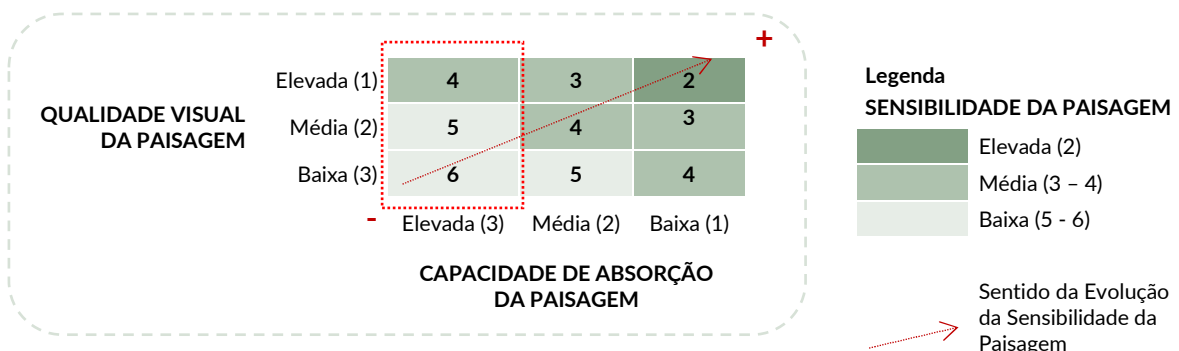 +
QUALIDADE VISUAL
DA PAISAGEM
Elevada (1) 4 3 2
Média (2) 5 4 3
Baixa (3) 6 5 4
- Elevada (3) Média (2) Baixa (1)
CAPACIDADE DE ABSORÇÃO
DA PAISAGEM
Legenda
SENSIBILIDADE DA PAISAGEM
Elevada (2)
Média (3 – 4)
Baixa (5 - 6)
Sentido da Evolução
da Sensibilidade da
Paisagem